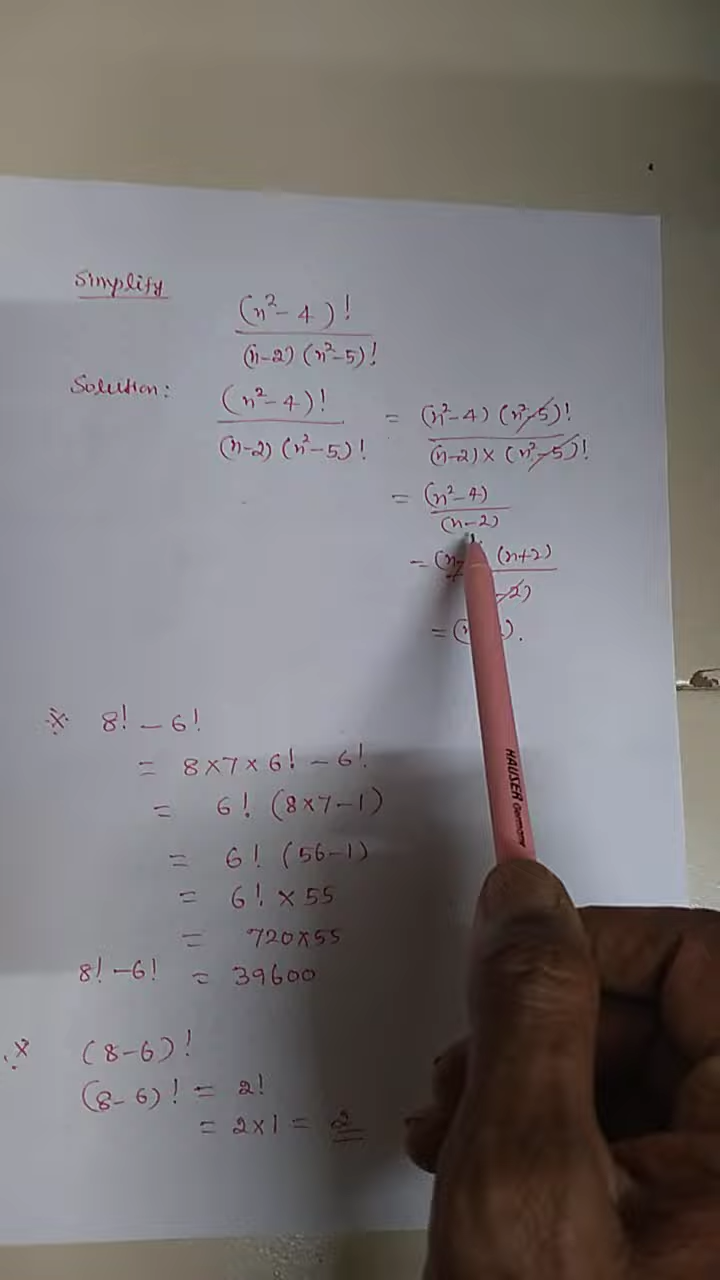 Simplify
(n²-4)!
(n-2) (n²-5)!
Solution:
(n²-4)! = (n²-4) (n²-5)!
(n-2) (n²-5)! (n-2) × (n²-5)!
= (n²-4)
(n-2)
= (n (n+2)
-2)
= ( ).
※ 8! - 6!
= 8×7×6! - 6!
= 6! (8×7-1)
= 6! (56-1)
= 6! × 55
= 720×55
8! - 6! = 39600
※ (8-6)!
(8-6)! = 2!
= 2×1 = 2
HAUSER Germany